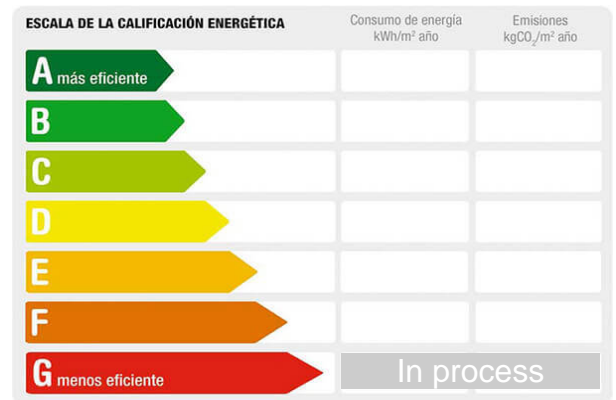 ESCALA DE LA CALIFICACIÓN ENERGÉTICA
Consumo de energía
kWh/m² año
Emisiones
kgCO₂/m² año
A más eficiente
B
C
D
E
F
G menos eficiente
In process